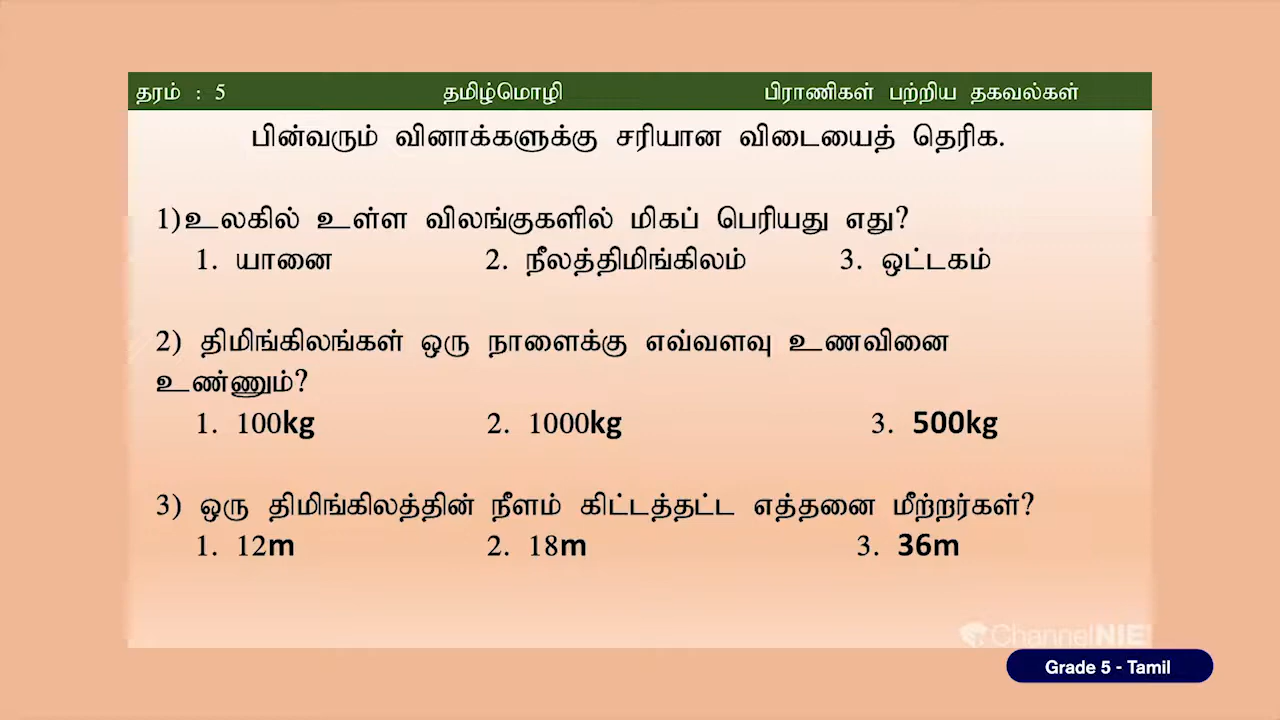 தரம் : 5 தமிழ்மொழி பிராணிகள் பற்றிய தகவல்கள்
பின்வரும் வினாக்களுக்கு சரியான விடையைத் தெரிக.
1)உலகில் உள்ள விலங்குகளில் மிகப் பெரியது எது?
1. யானை 2. நீலத்திமிங்கிலம் 3. ஒட்டகம்
2) திமிங்கிலங்கள் ஒரு நாளைக்கு எவ்வளவு உணவினை
உண்ணும்?
1. 100kg 2. 1000kg 3. 500kg
3) ஒரு திமிங்கிலத்தின் நீளம் கிட்டத்தட்ட எத்தனை மீற்றர்கள்?
1. 12m 2. 18m 3. 36m
ChannelNIE
Grade 5 - Tamil